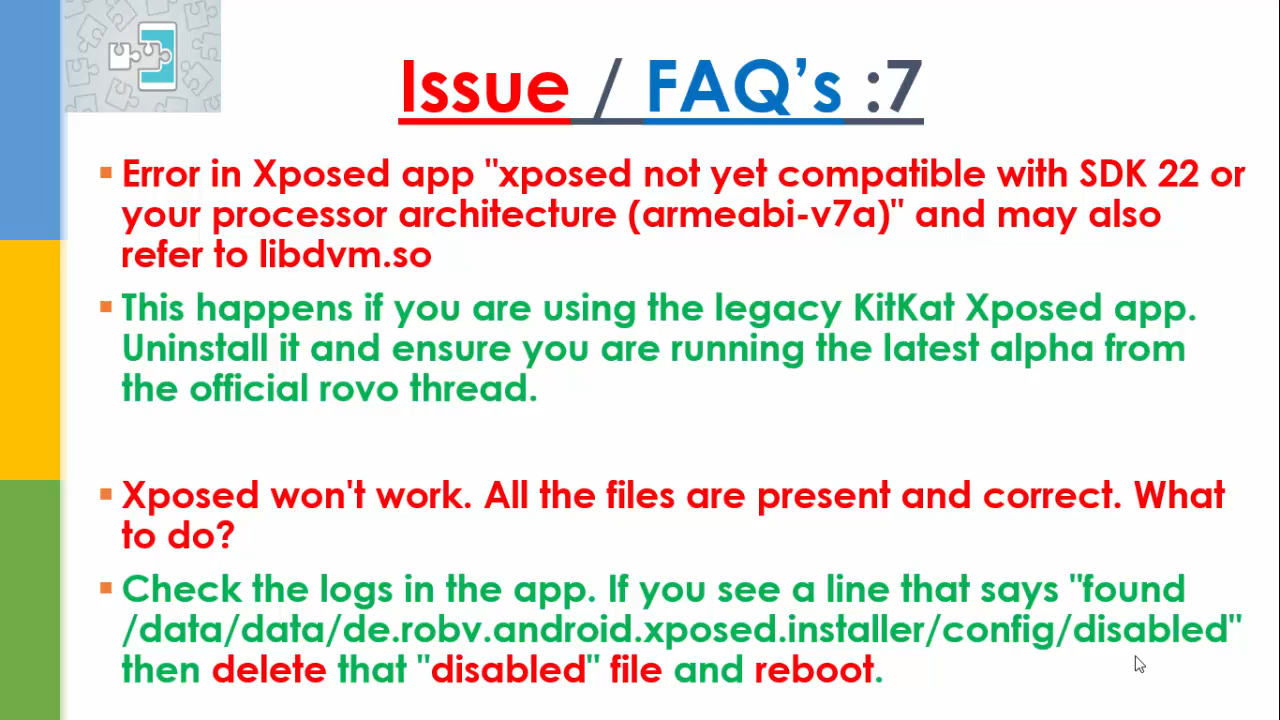 Issue / FAQ’s :7
Error in Xposed app "xposed not yet compatible with SDK 22 or
your processor architecture (armeabi-v7a)" and may also
refer to libdvm.so
This happens if you are using the legacy KitKat Xposed app.
Uninstall it and ensure you are running the latest alpha from
the official rovo thread.
Xposed won't work. All the files are present and correct. What
to do?
Check the logs in the app. If you see a line that says "found
/data/data/de.robv.android.xposed.installer/config/disabled"
then delete that "disabled" file and reboot.